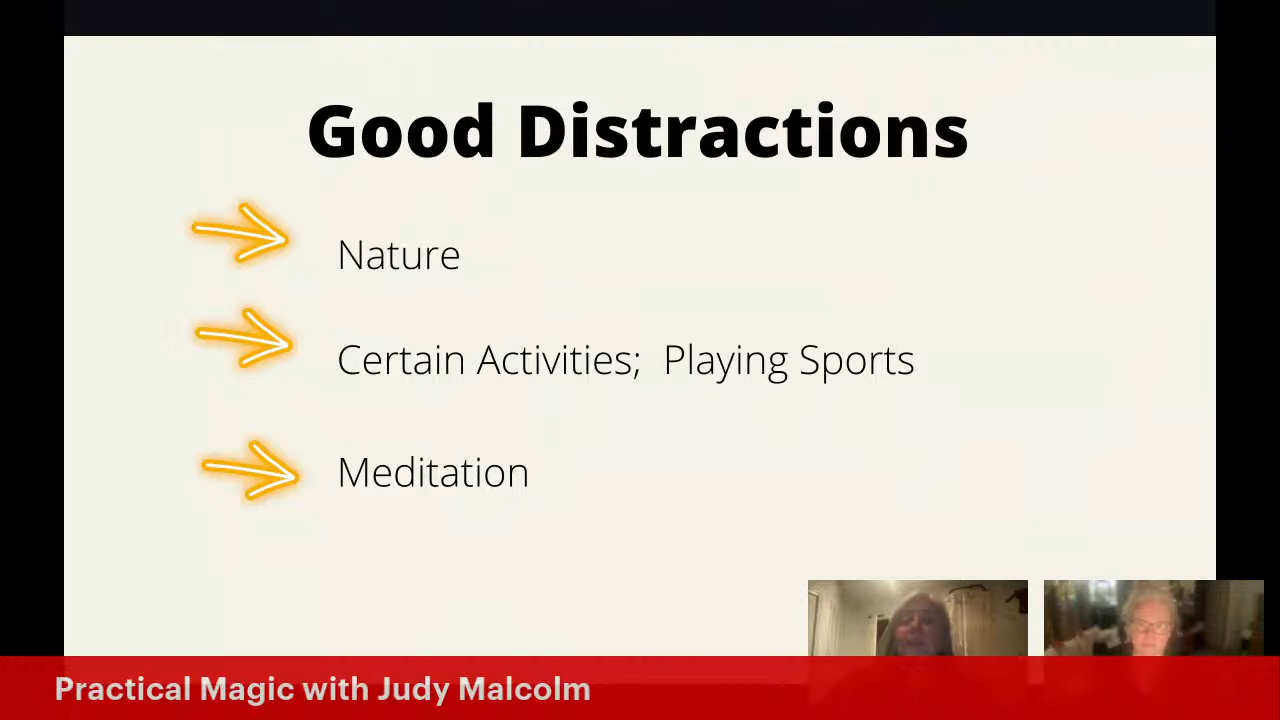 Good Distractions
Nature
Certain Activities;  Playing Sports
Meditation
Practical Magic with Judy Malcolm